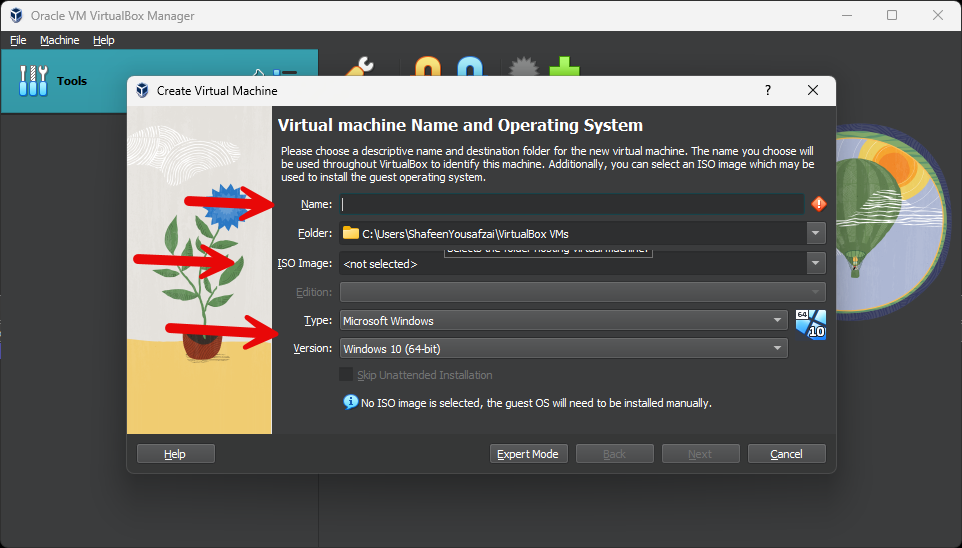 Oracle VM VirtualBox Manager
File Machine Help
Tools
Create Virtual Machine
?
Virtual machine Name and Operating System
Please choose a descriptive name and destination folder for the new virtual machine. The name you choose will
be used throughout VirtualBox to identify this machine. Additionally, you can select an ISO image which may be
used to install the guest operating system.
Name:
Folder: C:\Users\ShafeenYousafzai\VirtualBox VMs
Selects the folder hosting virtual machine.
ISO Image: <not selected>
Edition:
Type: Microsoft Windows
64
10
Version: Windows 10 (64-bit)
Skip Unattended Installation
No ISO image is selected, the guest OS will need to be installed manually.
Help Expert Mode Back Next Cancel